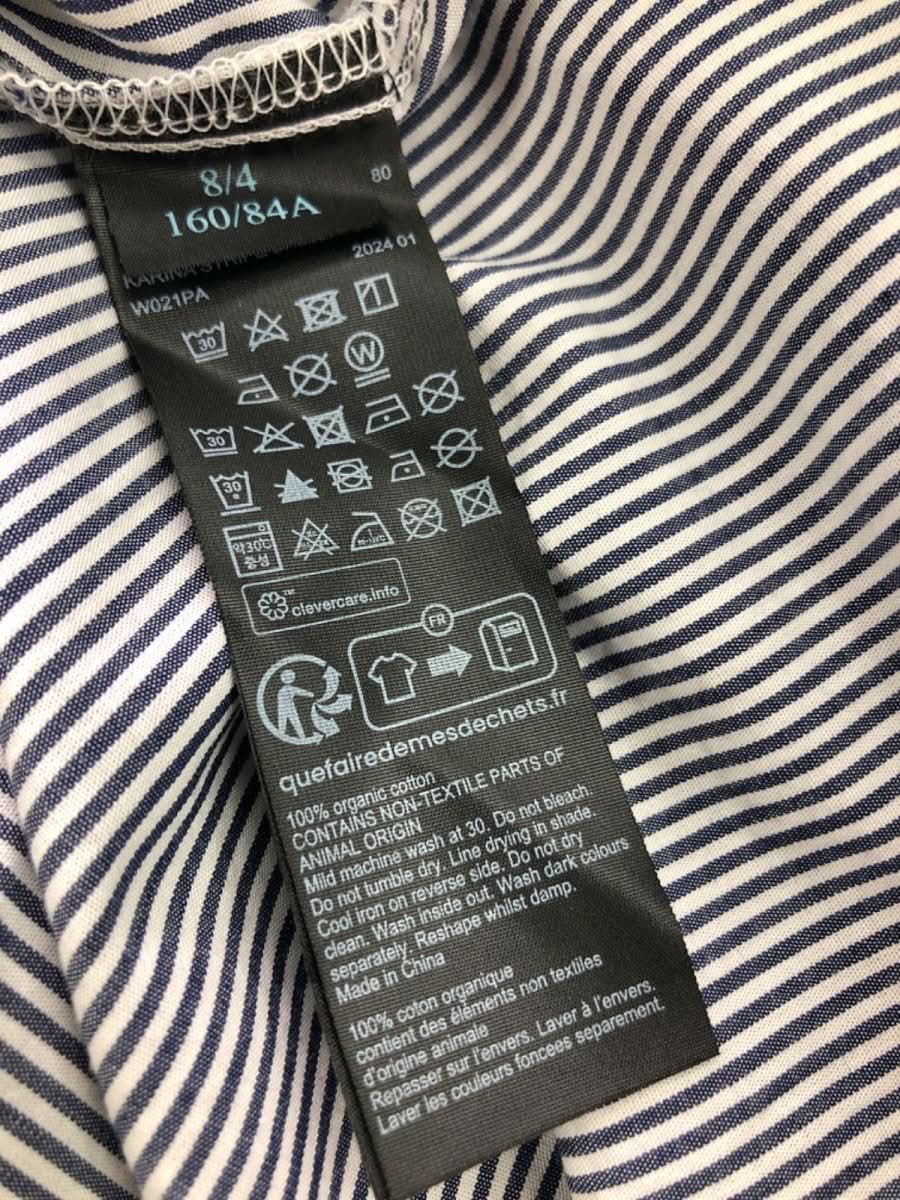 8/4
80
160/84A
2024 01
KARINA STRIPE
W021PA
30
W
30
30
약30℃
중성
™
clevercare.info
FR
quefairedemesdechets.fr
100% organic cotton
CONTAINS NON-TEXTILE PARTS OF
ANIMAL ORIGIN
Mild machine wash at 30. Do not bleach.
Do not tumble dry. Line drying in shade.
Cool iron on reverse side. Do not dry
clean. Wash inside out. Wash dark colours
separately. Reshape whilst damp.
Made in China
100% coton organique
contient des éléments non textiles
d'origine animale
Repasser sur l'envers. Laver à l'envers.
Laver les couleurs foncées separement.